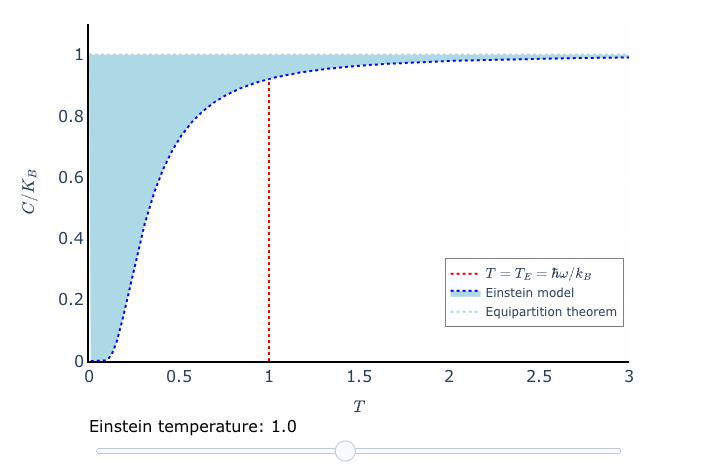 1
0.8
0.6
0.4
0.2
0
C/K_B
0 0.5 1 1.5 2 2.5 3
T
T = T_E = ħω/k_B
Einstein model
Equipartition theorem
Einstein temperature: 1.0